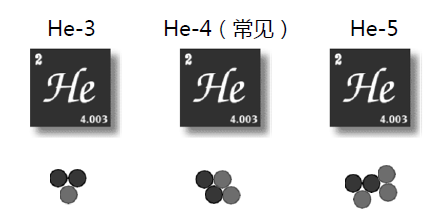 He-3 He-4（常见） He-5
2 2 2
He He He
4.003 4.003 4.003